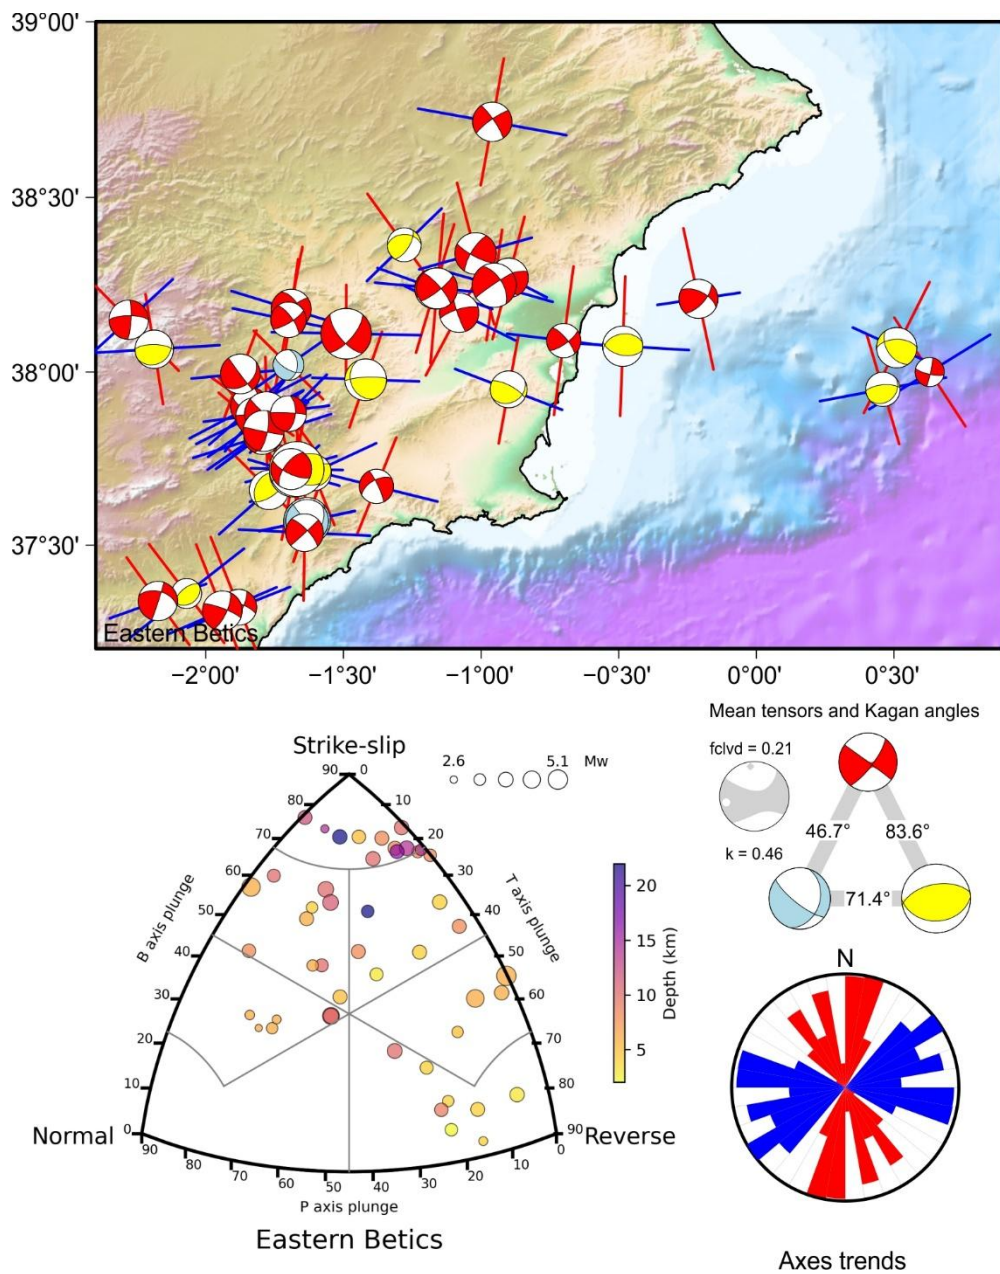 39°00'
38°30'
38°00'
37°30'
Eastern Betics
−2°00' −1°30' −1°00' −0°30' 0°00' 0°30'
Mean tensors and Kagan angles
fclvd = 0.21
46.7° 83.6°
k = 0.46
71.4°
Strike-slip
2.6 5.1 Mw
90 0
80 10
70 20
60 30
50 40
40 50
30 60
20 70
10 80
0 90
B axis plunge
T axis plunge
Normal
Reverse
90 80 70 60 50 40 30 20 10 0
P axis plunge
Eastern Betics
20
15
10
5
Depth (km)
N
Axes trends